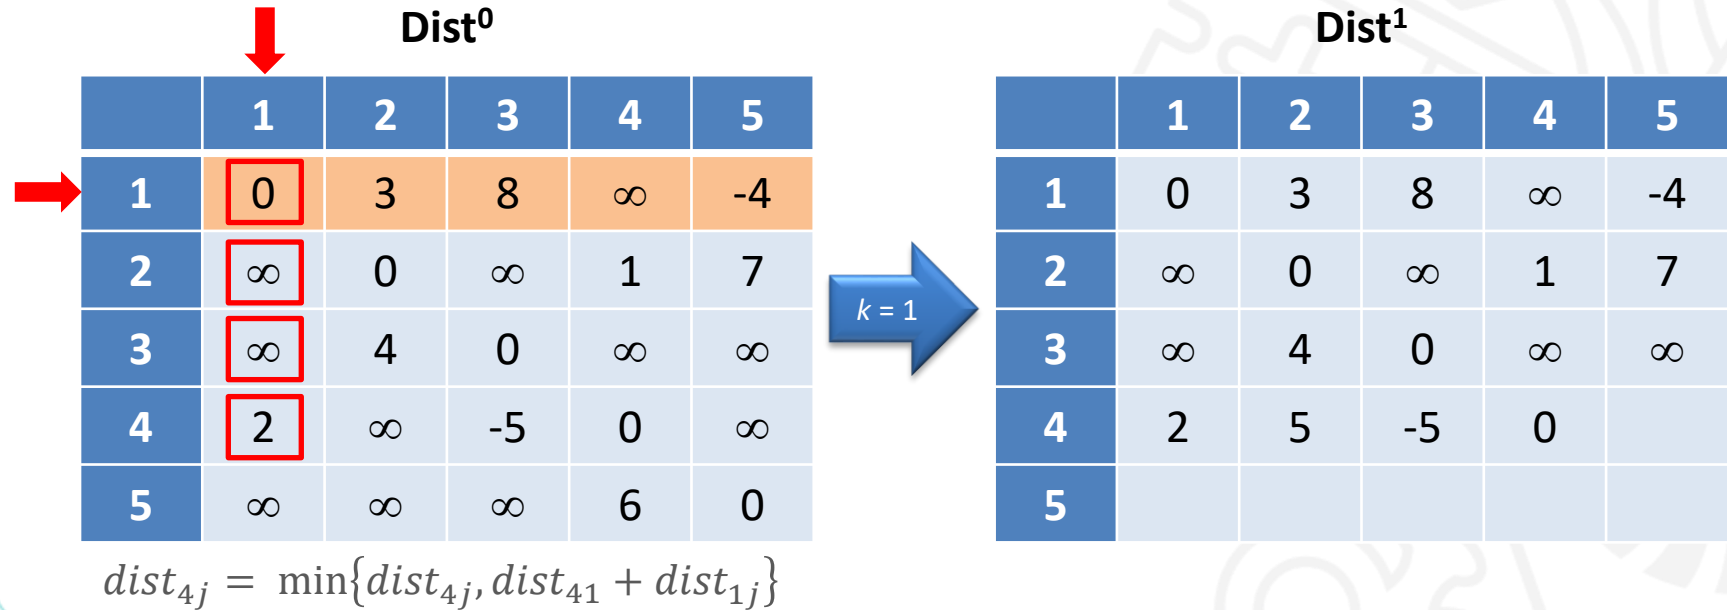 Dist⁰ Dist¹
1 2 3 4 5 1 2 3 4 5
1 0 3 8 ∞ -4 1 0 3 8 ∞ -4
2 ∞ 0 ∞ 1 7 2 ∞ 0 ∞ 1 7
k = 1
3 ∞ 4 0 ∞ ∞ 3 ∞ 4 0 ∞ ∞
4 2 ∞ -5 0 ∞ 4 2 5 -5 0
5 ∞ ∞ ∞ 6 0 5
dist₄ⱼ = min{dist₄ⱼ, dist₄₁ + dist₁ⱼ}